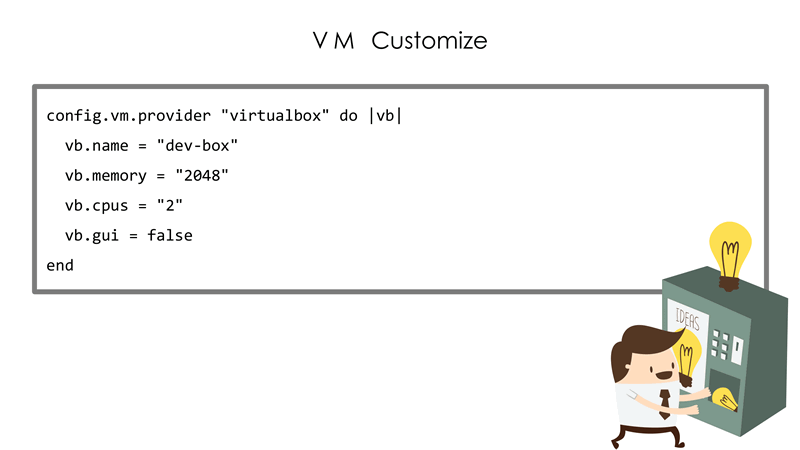 VM Customize
config.vm.provider "virtualbox" do |vb|
  vb.name = "dev-box"
  vb.memory = "2048"
  vb.cpus = "2"
  vb.gui = false
end
IDEAS